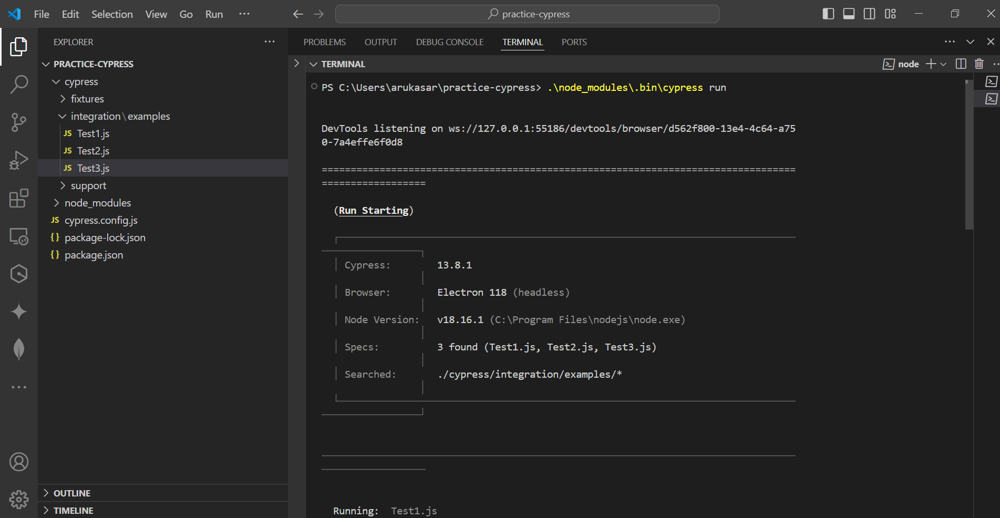 File Edit Selection View Go Run ···
practice-cypress
EXPLORER
PRACTICE-CYPRESS
cypress
fixtures
integration\examples
JS Test1.js
JS Test2.js
JS Test3.js
support
node_modules
JS cypress.config.js
{} package-lock.json
{} package.json
OUTLINE
TIMELINE
PROBLEMS OUTPUT DEBUG CONSOLE TERMINAL PORTS
TERMINAL
node
PS C:\Users\arukasar\practice-cypress> .\node_modules\.bin\cypress run
DevTools listening on ws://127.0.0.1:55186/devtools/browser/d562f800-13e4-4c64-a75
0-7a4effe6f0d8
==================================================================================
==================
(Run Starting)
Cypress: 13.8.1
Browser: Electron 118 (headless)
Node Version: v18.16.1 (C:\Program Files\nodejs\node.exe)
Specs: 3 found (Test1.js, Test2.js, Test3.js)
Searched: ./cypress/integration/examples/*
Running: Test1.js